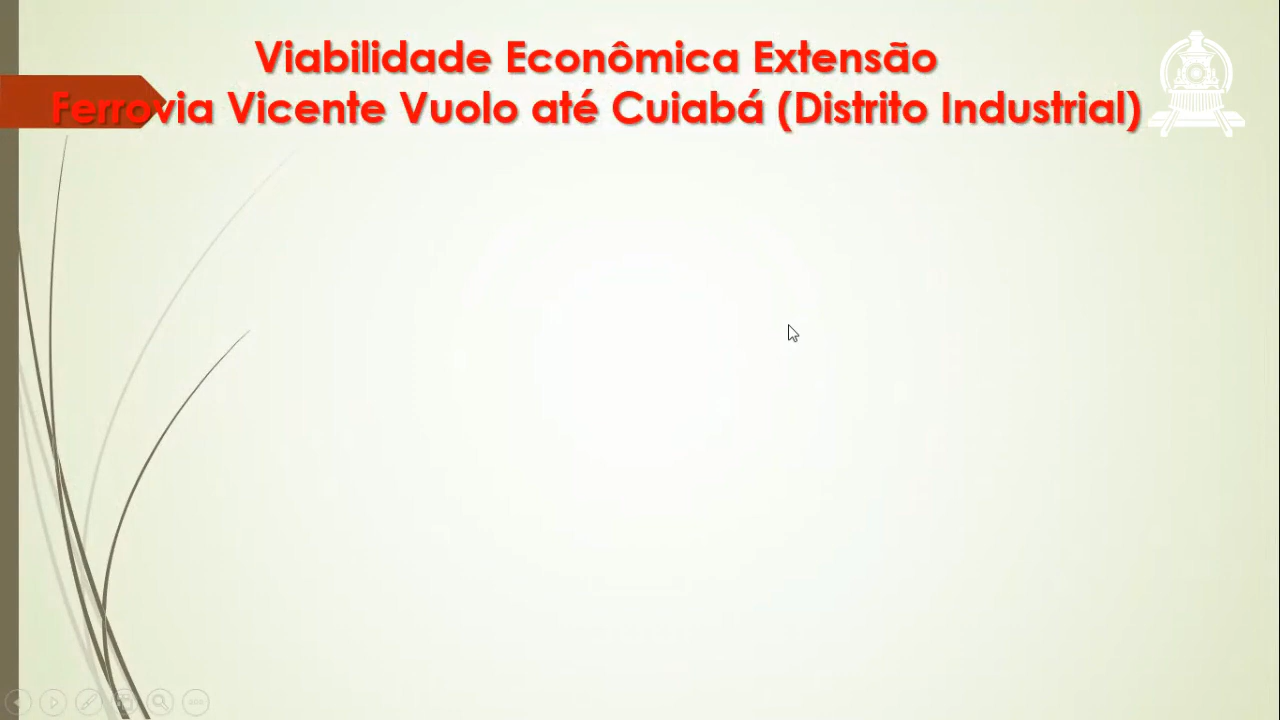 Viabilidade Econômica Extensão
Ferrovia Vicente Vuolo até Cuiabá (Distrito Industrial)